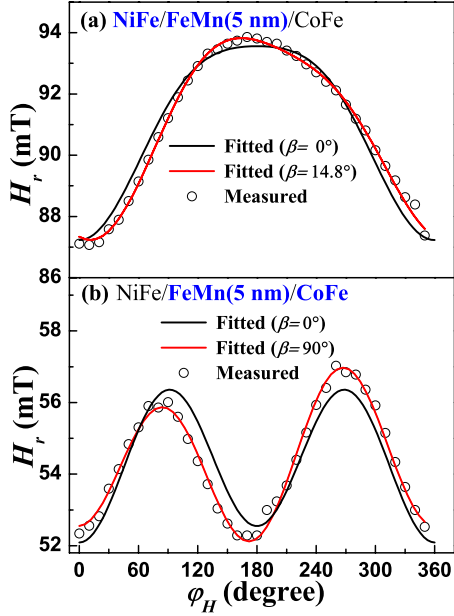 (a) NiFe/FeMn(5 nm)/CoFe
94
92
90
88
86
H_r (mT)
Fitted (β= 0°)
Fitted (β= 14.8°)
Measured
(b) NiFe/FeMn(5 nm)/CoFe
58
56
54
52
H_r (mT)
Fitted (β= 0°)
Fitted (β= 90°)
Measured
0 60 120 180 240 300 360
φ_H (degree)